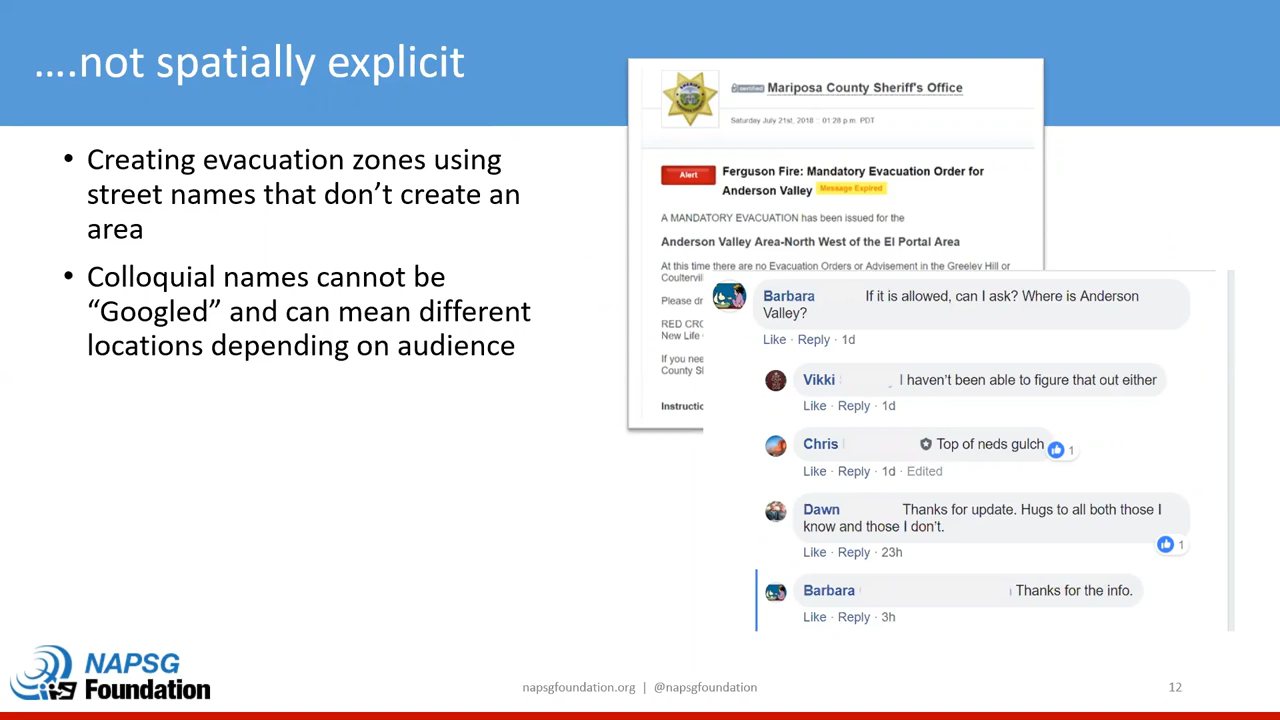 ….not spatially explicit
• Creating evacuation zones using
street names that don’t create an
area
• Colloquial names cannot be
“Googled” and can mean different
locations depending on audience
Mariposa County Sheriff's Office
Saturday July 21st, 2018 :: 01:28 p.m. PDT
Alert
Ferguson Fire: Mandatory Evacuation Order for
Anderson Valley Message Expired
A MANDATORY EVACUATION has been issued for the
Anderson Valley Area-North West of the El Portal Area
At this time there are no Evacuation Orders or Advisement in the Greeley Hill or
Please
RED
New Life
If you
County
Barbara If it is allowed, can I ask? Where is Anderson
Valley?
Like · Reply · 1d
Vikki I haven't been able to figure that out either
Like · Reply · 1d
Chris Top of neds gulch 1
Like · Reply · 1d · Edited
Dawn Thanks for update. Hugs to all both those I
know and those I don't.
1
Like · Reply · 23h
Barbara Thanks for the info.
Like · Reply · 3h
NAPSG
Foundation
napsgfoundation.org | @napsgfoundation
12